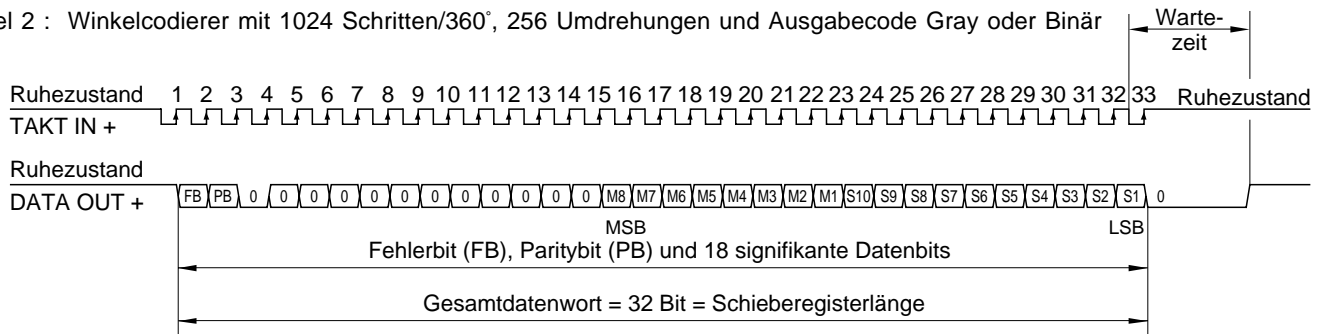 el 2 : Winkelcodierer mit 1024 Schritten/360°, 256 Umdrehungen und Ausgabecode Gray oder Binär
Warte-
zeit
Ruhezustand 1 2 3 4 5 6 7 8 9 10 11 12 13 14 15 16 17 18 19 20 21 22 23 24 25 26 27 28 29 30 31 32 33 Ruhezustand
TAKT IN +
Ruhezustand
DATA OUT + FB PB 0 0 0 0 0 0 0 0 0 0 0 0 M8 M7 M6 M5 M4 M3 M2 M1 S10 S9 S8 S7 S6 S5 S4 S3 S2 S1 0
MSB LSB
Fehlerbit (FB), Paritybit (PB) und 18 signifikante Datenbits
Gesamtdatenwort = 32 Bit = Schieberegisterlänge